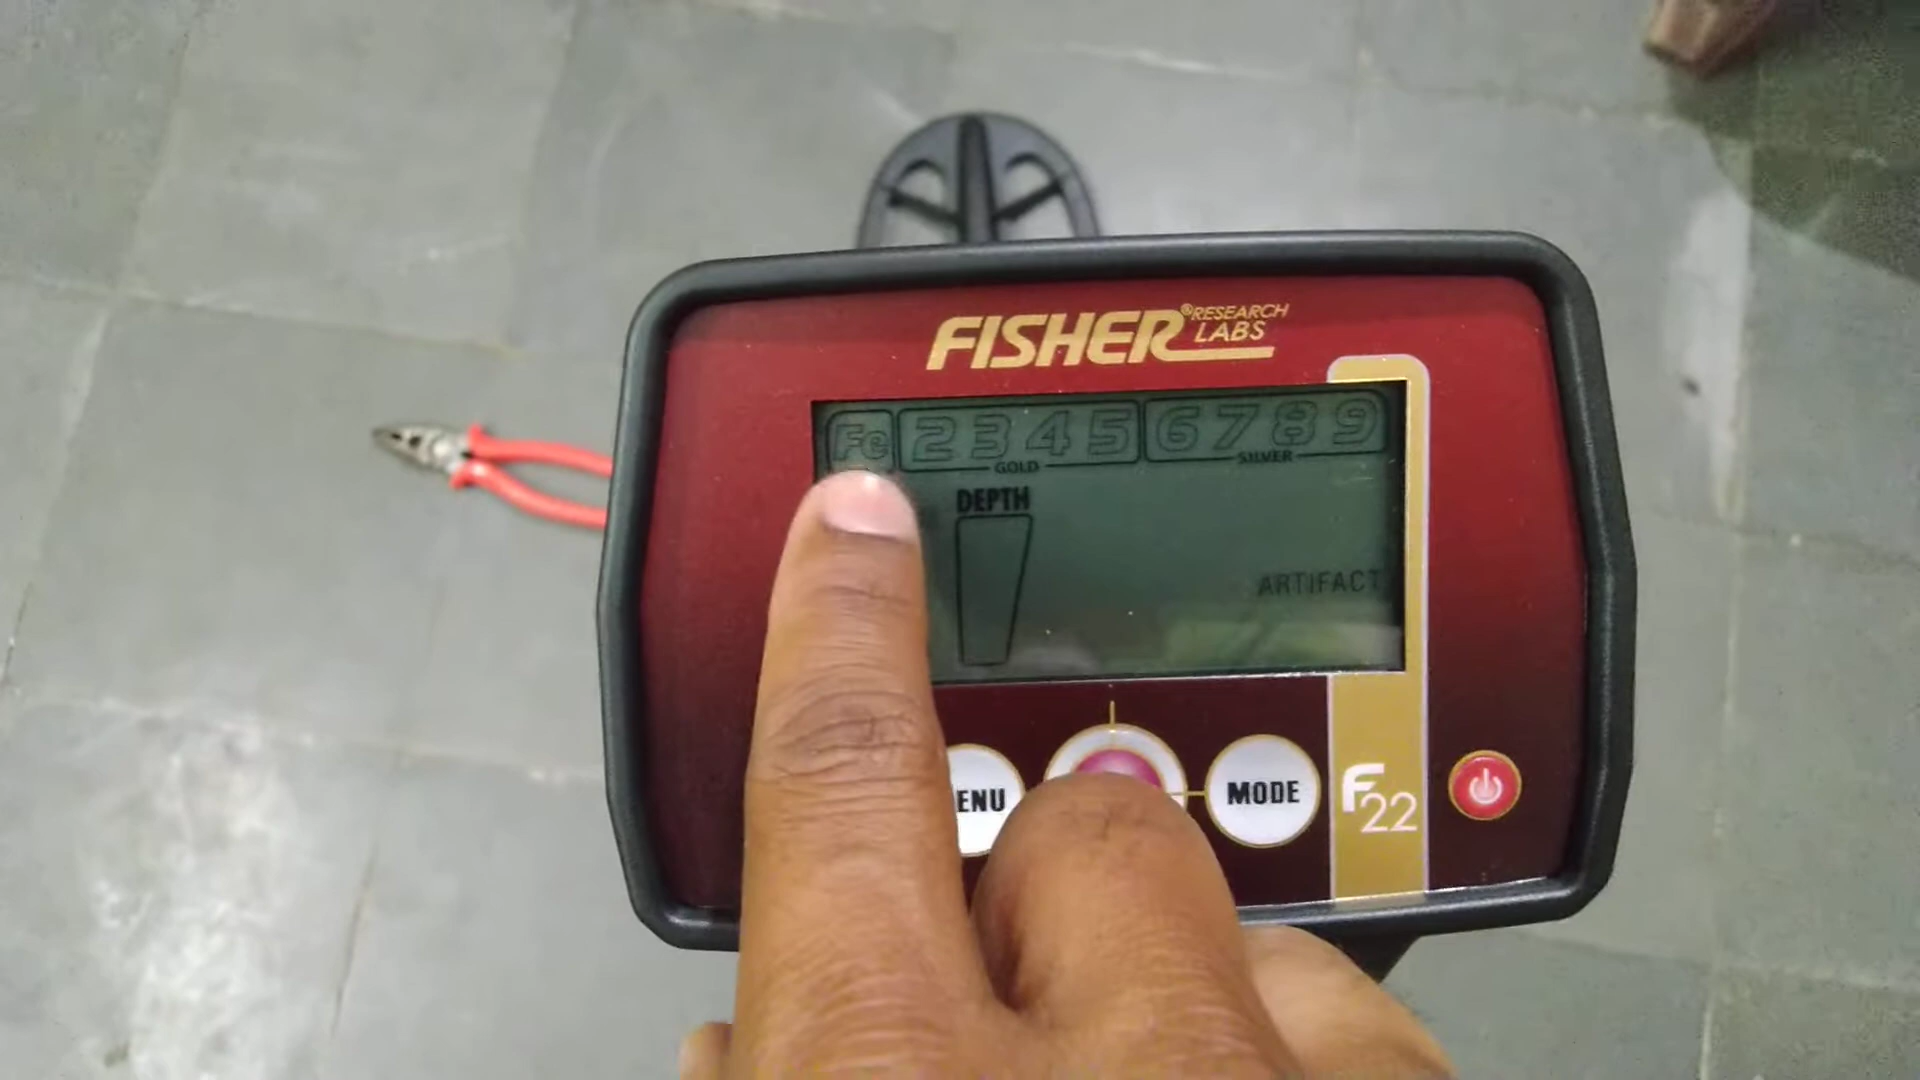 FISHER® RESEARCH LABS
Fe 2 3 4 5 6 7 8 9
GOLD SILVER
DEPTH
ARTIFACT
ENU MODE
F22